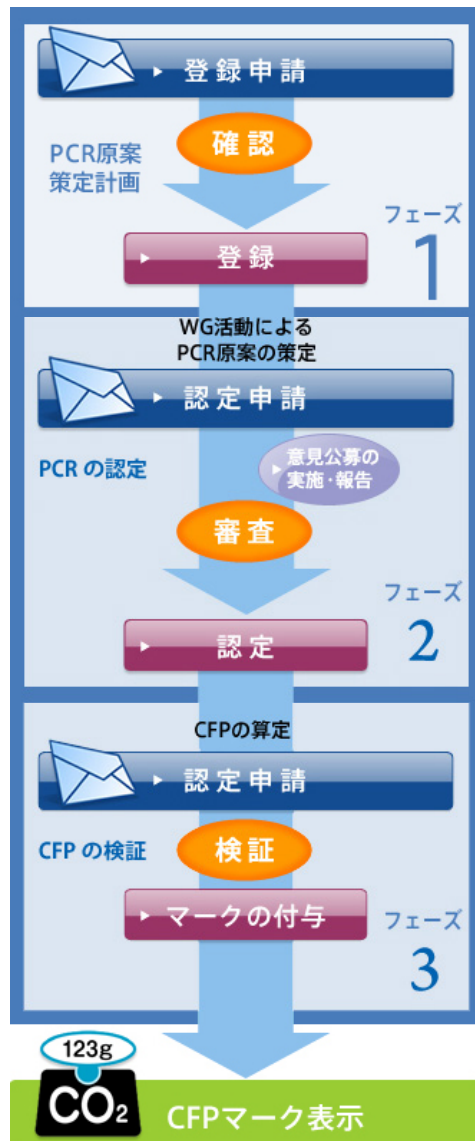 登録申請
確認
PCR原案
策定計画
フェーズ
1
登録
WG活動による
PCR原案の策定
認定申請
PCR の認定
意見公募の
実施・報告
審査
フェーズ
2
認定
CFPの算定
認定申請
CFP の検証
検証
マークの付与
フェーズ
3
123g
CO₂
CFPマーク表示